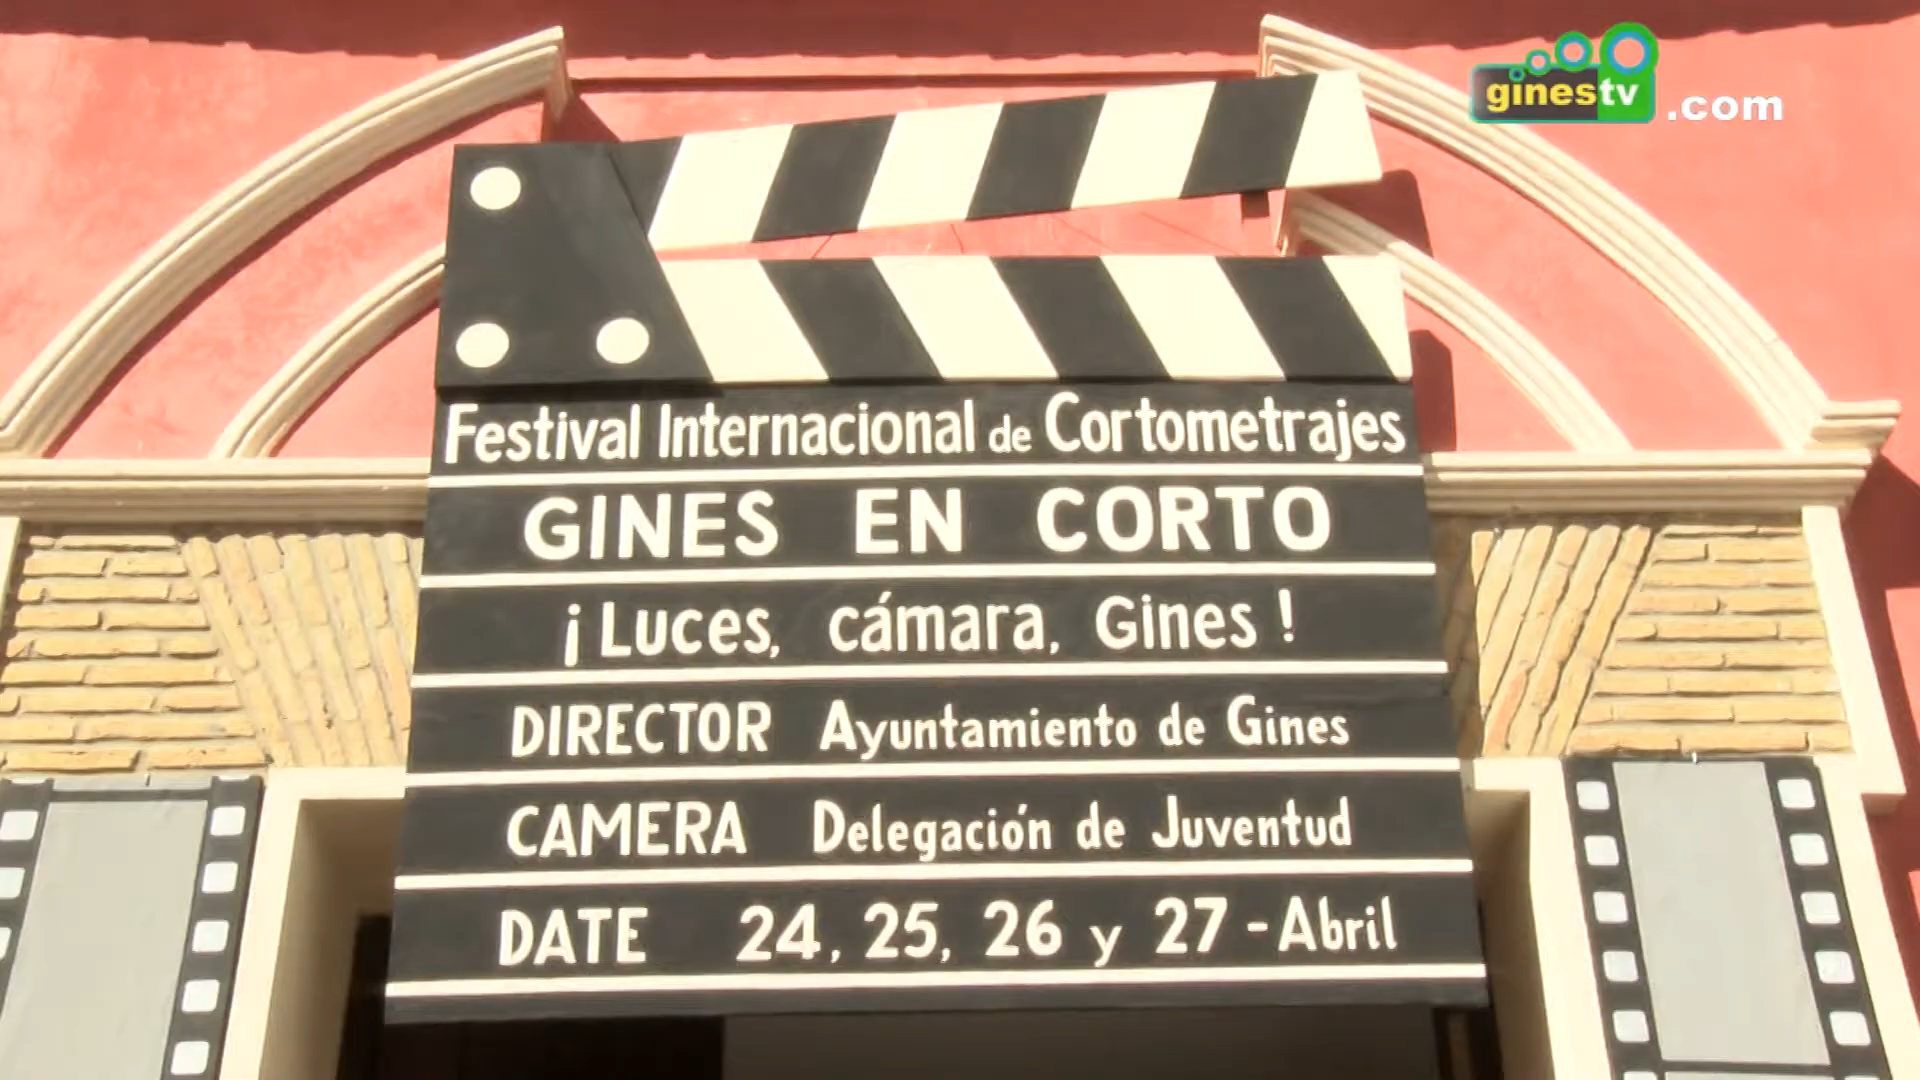 ginestv.com
Festival Internacional de Cortometrajes
GINES EN CORTO
¡Luces, cámara, Gines!
DIRECTOR Ayuntamiento de Gines
CAMERA Delegación de Juventud
DATE 24, 25, 26 y 27 - Abril